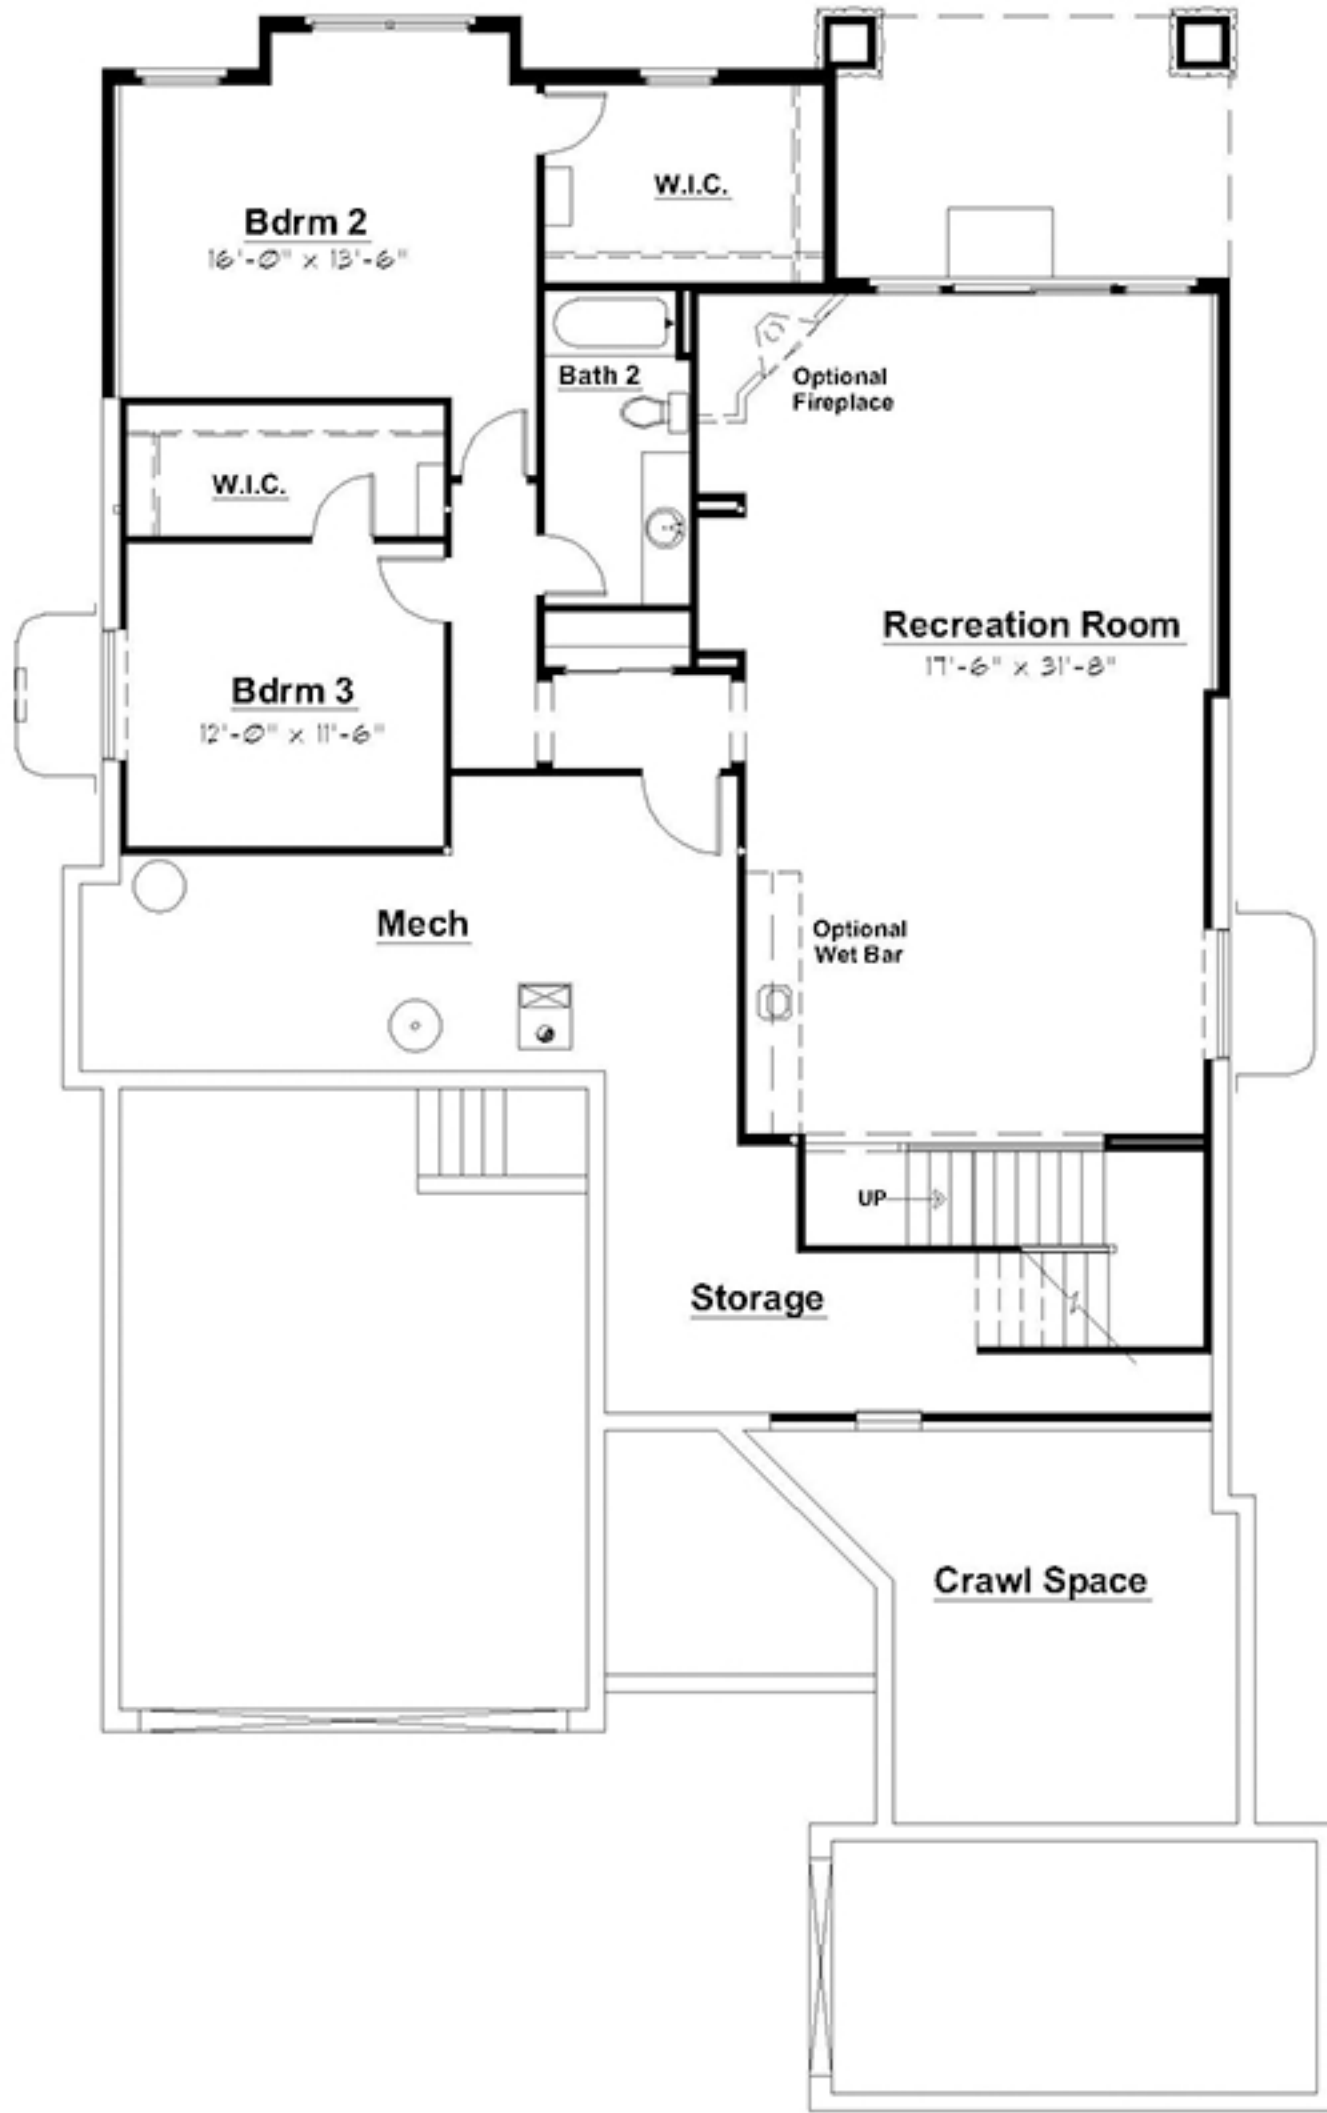 W.I.C.
Bdrm 2
16'-0" x 13'-6"
Bath 2
Optional
Fireplace
W.I.C.
Recreation Room
17'-6" x 31'-8"
Bdrm 3
12'-0" x 11'-6"
Mech
Optional
Wet Bar
UP
Storage
Crawl Space